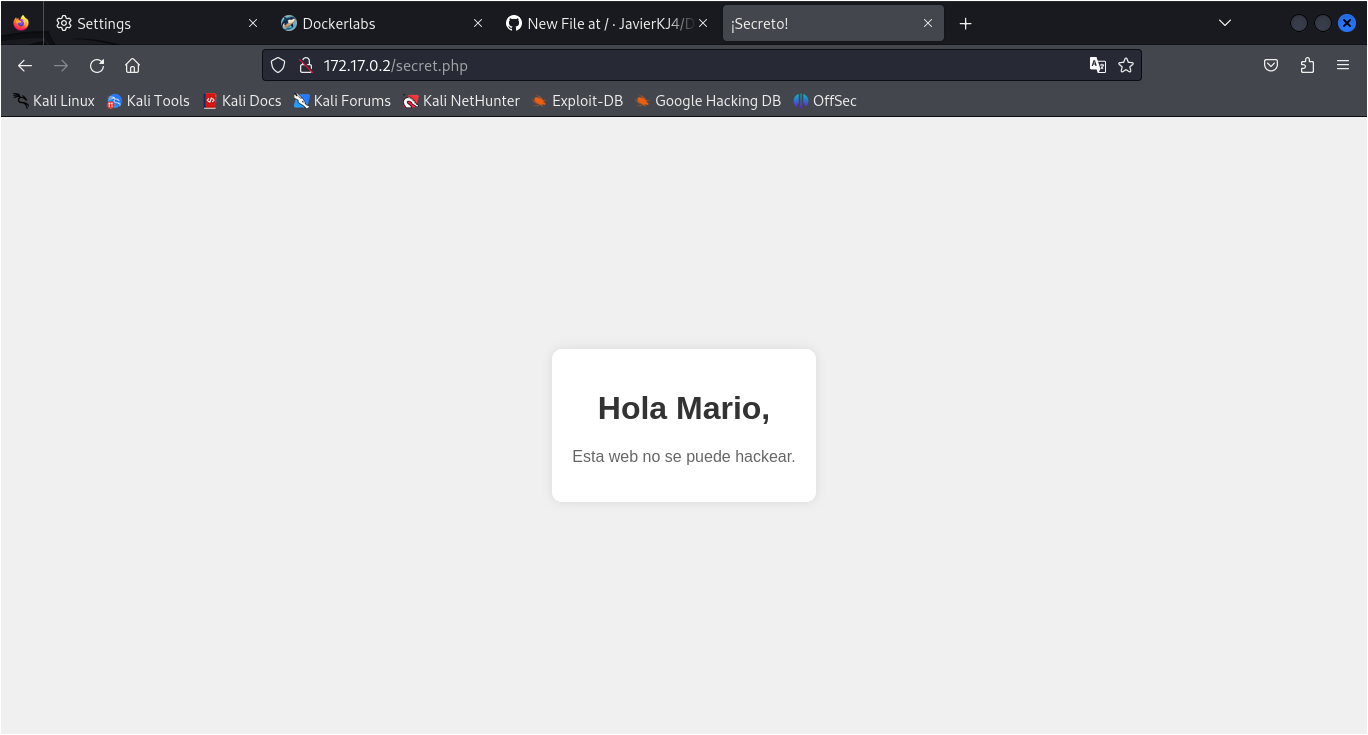 Settings
Dockerlabs
New File at / · JavierKJ4/D
¡Secreto!
172.17.0.2/secret.php
Kali Linux Kali Tools Kali Docs Kali Forums Kali NetHunter Exploit-DB Google Hacking DB OffSec
Hola Mario,
Esta web no se puede hackear.